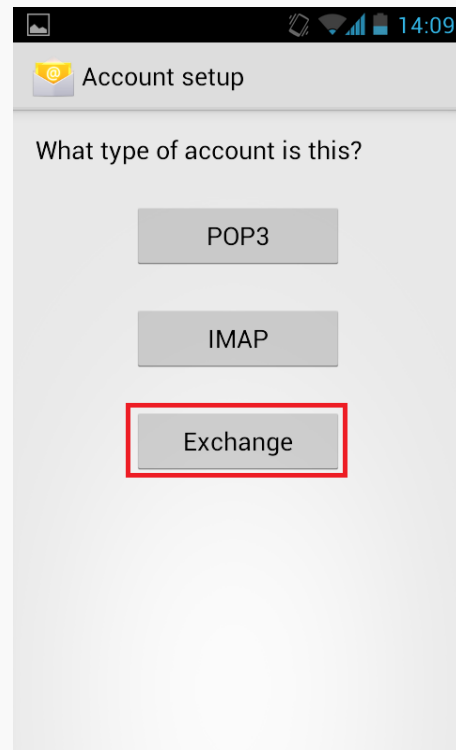 14:09
Account setup
What type of account is this?
POP3
IMAP
Exchange